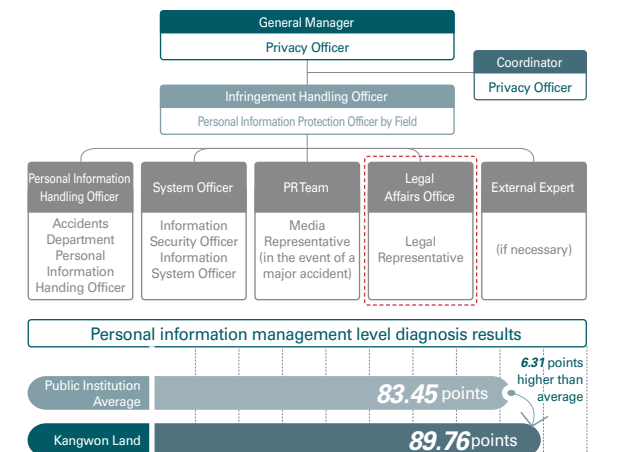 General Manager
Privacy Officer
Coordinator
Privacy Officer
Infringement Handling Officer
Personal Information Protection Officer by Field
Personal Information
Handling Officer
Accidents
Department
Personal
Information
Handing Officer
System Officer
Information
Security Officer
Information
System Officer
PR Team
Media
Representative
(in the event of a
major accident)
Legal
Affairs Office
Legal
Representative
External Expert
(if necessary)
Personal information management level diagnosis results
6.31 points
higher than
average
Public Institution
Average
83.45 points
Kangwon Land
89.76 points